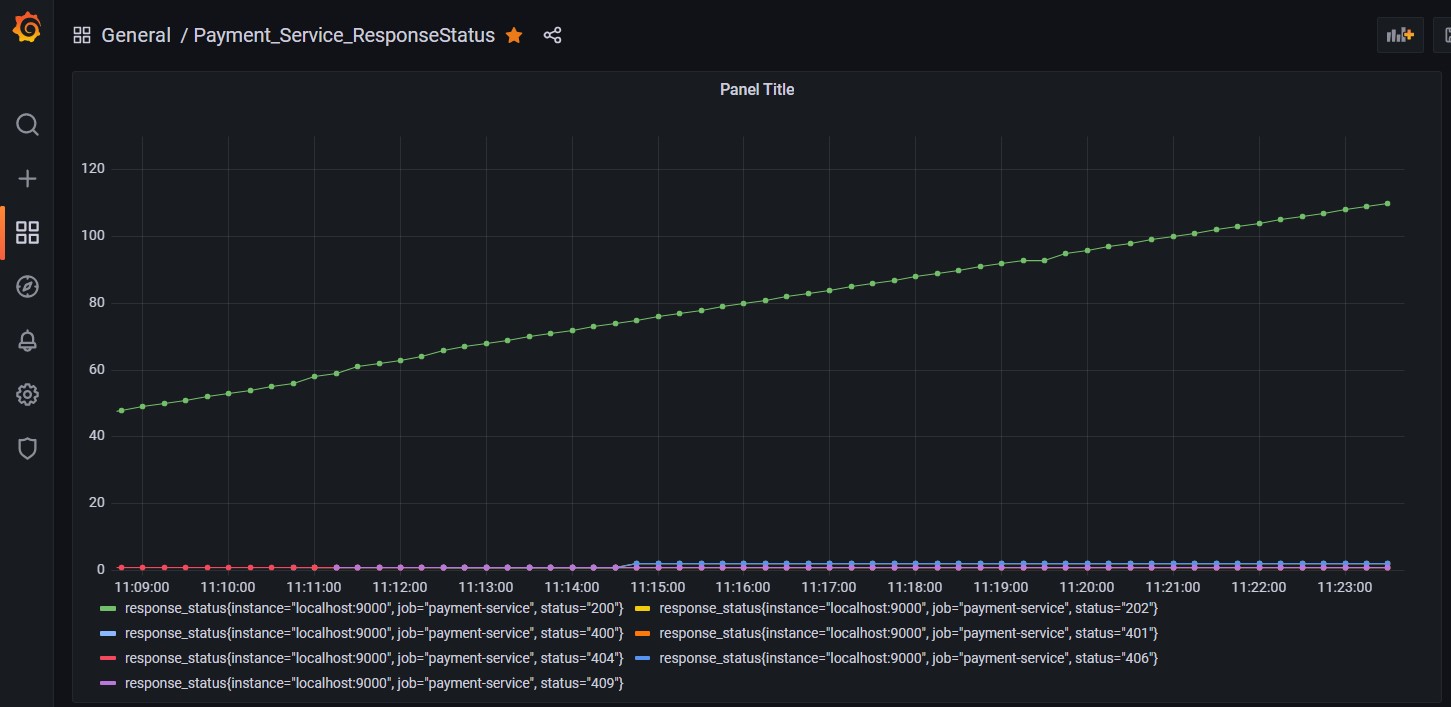 General / Payment_Service_ResponseStatus
Panel Title
120
100
80
60
40
20
0
11:09:00 11:10:00 11:11:00 11:12:00 11:13:00 11:14:00 11:15:00 11:16:00 11:17:00 11:18:00 11:19:00 11:20:00 11:21:00 11:22:00 11:23:00
response_status{instance="localhost:9000", job="payment-service", status="200"} response_status{instance="localhost:9000", job="payment-service", status="202"}
response_status{instance="localhost:9000", job="payment-service", status="400"} response_status{instance="localhost:9000", job="payment-service", status="401"}
response_status{instance="localhost:9000", job="payment-service", status="404"} response_status{instance="localhost:9000", job="payment-service", status="406"}
response_status{instance="localhost:9000", job="payment-service", status="409"}